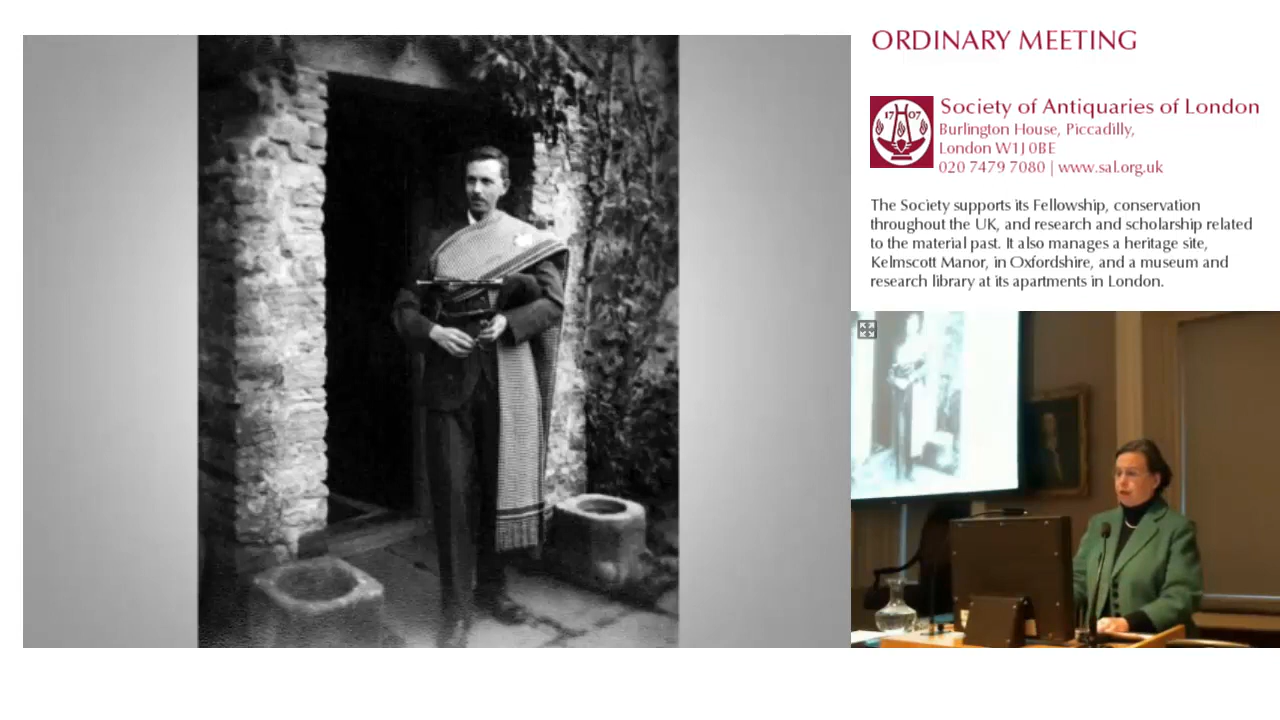 ORDINARY MEETING
1707
Society of Antiquaries of London
Burlington House, Piccadilly,
London W1J 0BE
020 7479 7080 | www.sal.org.uk
The Society supports its Fellowship, conservation
throughout the UK, and research and scholarship related
to the material past. It also manages a heritage site,
Kelmscott Manor, in Oxfordshire, and a museum and
research library at its apartments in London.